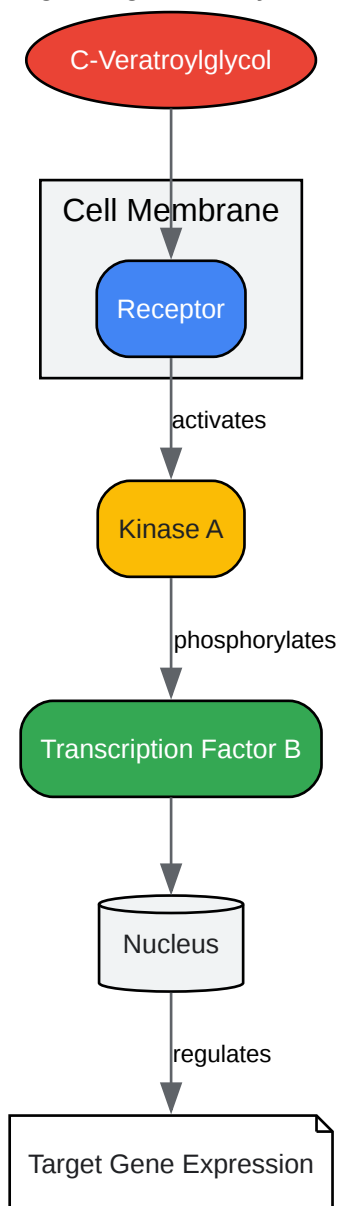 C-Veratroylglycol
Cell Membrane
Receptor
activates
Kinase A
phosphorylates
Transcription Factor B
Nucleus
regulates
Target Gene Expression